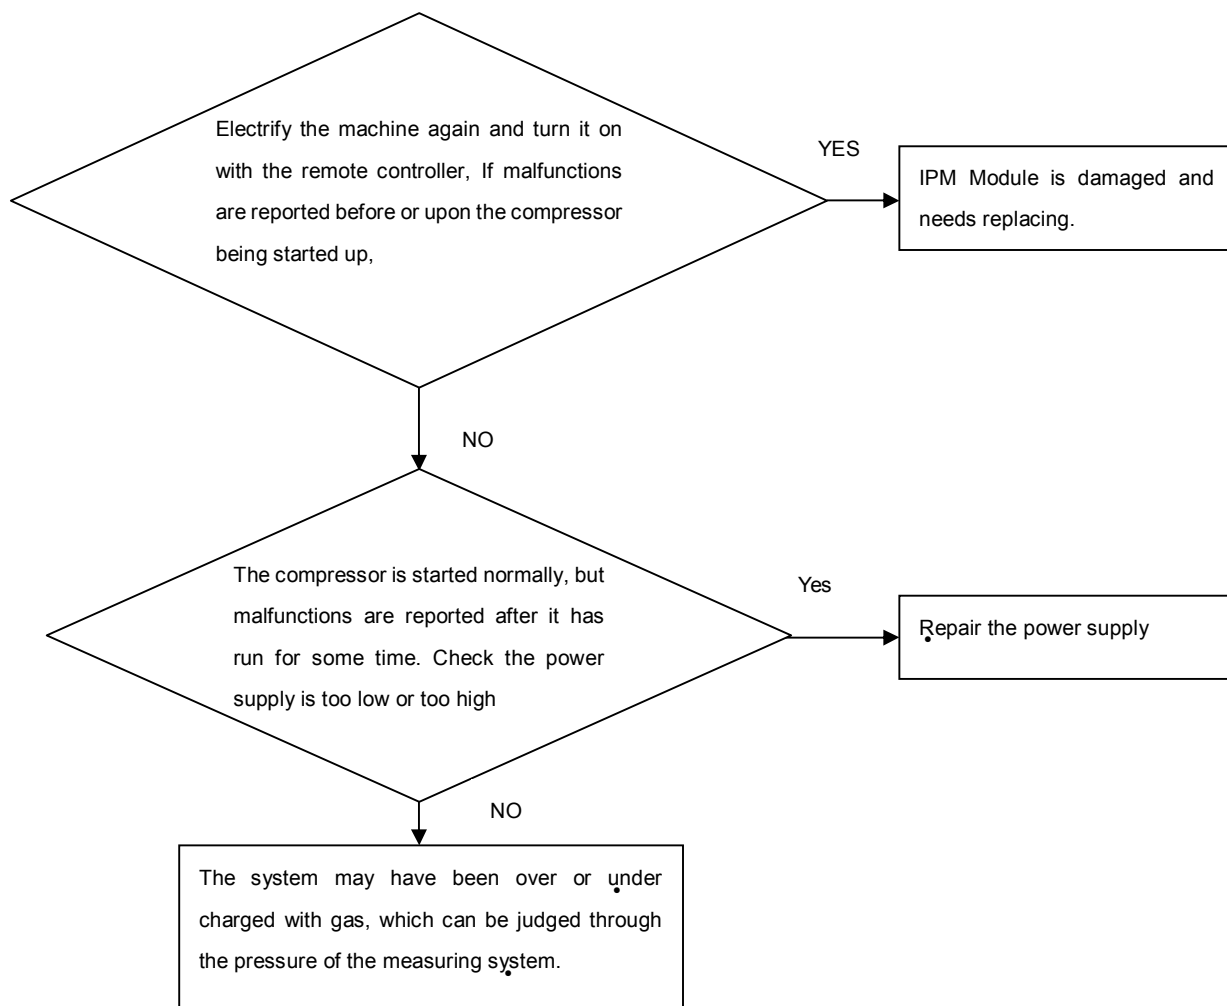 Electrify the machine again and turn it on
with the remote controller, If malfunctions
are reported before or upon the compressor
being started up,
YES
IPM Module is damaged and
needs replacing.
NO
The compressor is started normally, but
malfunctions are reported after it has
run for some time. Check the power
supply is too low or too high
Yes
Repair the power supply
NO
The system may have been over or under
charged with gas, which can be judged through
the pressure of the measuring system.